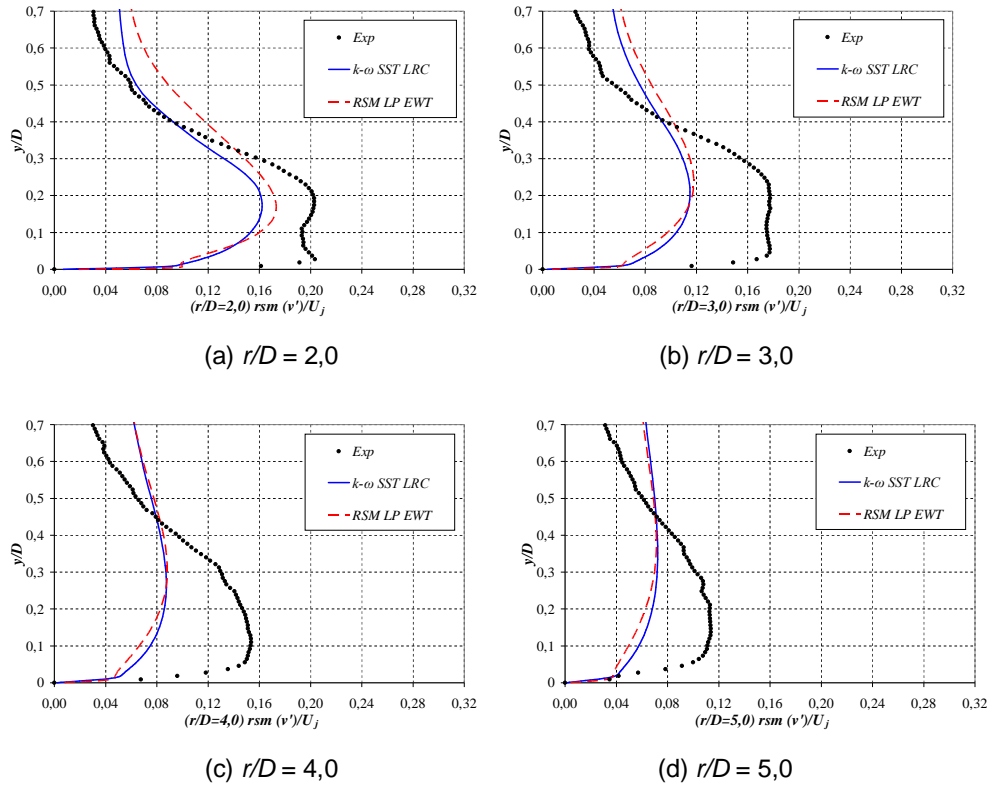 0,7
0,6
0,5
0,4
0,3
0,2
0,1
0
y/D
Exp
k-ω SST LRC
RSM LP EWT
0,00 0,04 0,08 0,12 0,16 0,20 0,24 0,28 0,32
(r/D=2,0) rsm (v')/Uj
(a) r/D = 2,0
0,7
0,6
0,5
0,4
0,3
0,2
0,1
0
y/D
Exp
k-ω SST LRC
RSM LP EWT
0,00 0,04 0,08 0,12 0,16 0,20 0,24 0,28 0,32
(r/D=3,0) rsm (v')/Uj
(b) r/D = 3,0
0,7
0,6
0,5
0,4
0,3
0,2
0,1
0
y/D
Exp
k-ω SST LRC
RSM LP EWT
0,00 0,04 0,08 0,12 0,16 0,20 0,24 0,28 0,32
(r/D=4,0) rsm (v')/Uj
(c) r/D = 4,0
0,7
0,6
0,5
0,4
0,3
0,2
0,1
0
y/D
Exp
k-ω SST LRC
RSM LP EWT
0,00 0,04 0,08 0,12 0,16 0,20 0,24 0,28 0,32
(r/D=5,0) rsm (v')/Uj
(d) r/D = 5,0